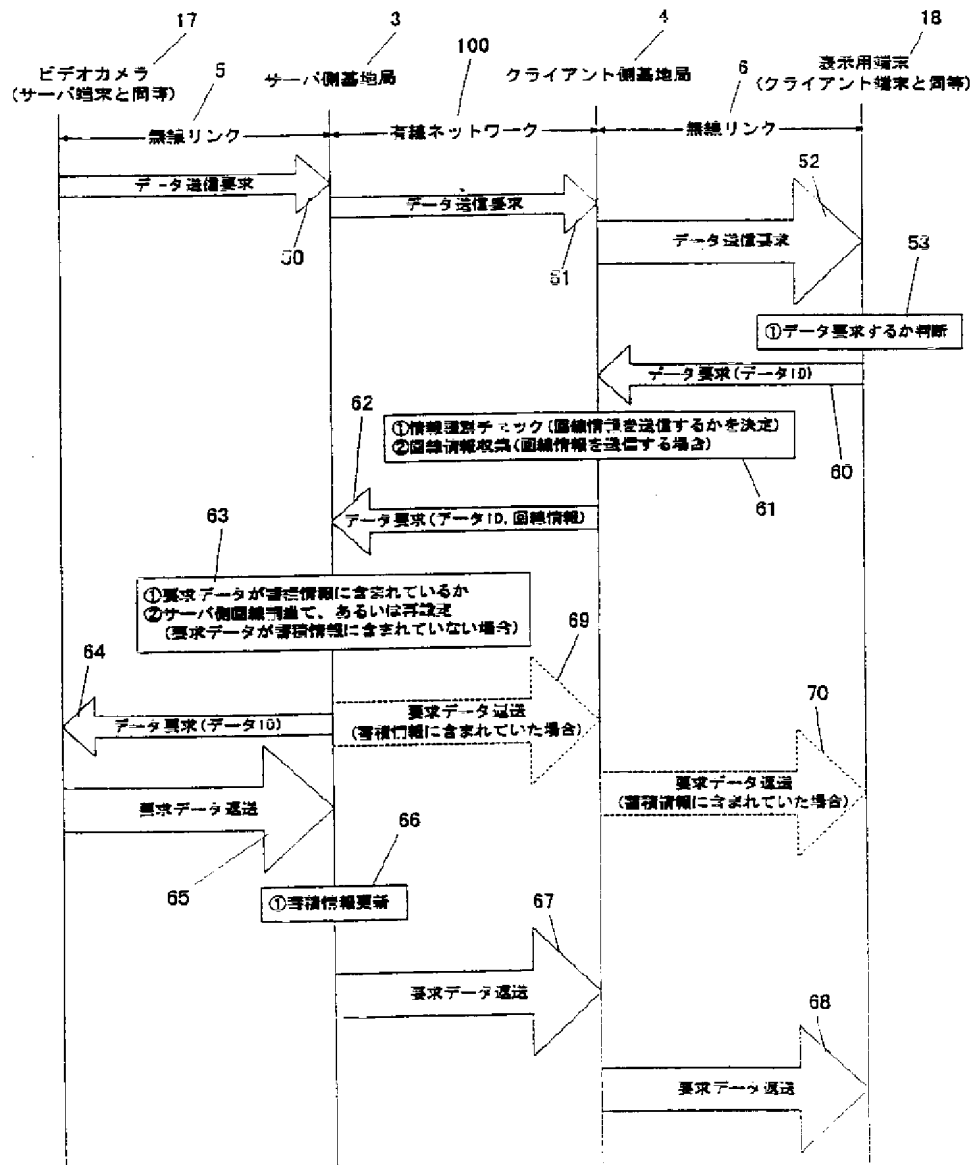 17
3
4
18
ビデオカメラ
(サーバ端末と同等)
5
サーバ側基地局
100
クライアント側基地局
6
表示用端末
(クライアント端末と同等)
無線リンク
有線ネットワーク
無線リンク
データ送信要求
50
データ送信要求
51
データ送信要求
52
53
①データ要求するか判断
データ要求(データID)
60
62
①情報種別チェック(回線情報を送信するかを決定)
②回線情報収集(回線情報を送信する場合)
61
データ要求(データID,回線情報)
63
①要求データが蓄積情報に含まれているか
②サーバ側回線割当て、あるいは再設定
(要求データが蓄積情報に含まれていない場合)
64
データ要求(データID)
69
要求データ返送
(蓄積情報に含まれていた場合)
70
要求データ返送
(蓄積情報に含まれていた場合)
要求データ返送
65
66
①蓄積情報更新
67
要求データ返送
68
要求データ返送